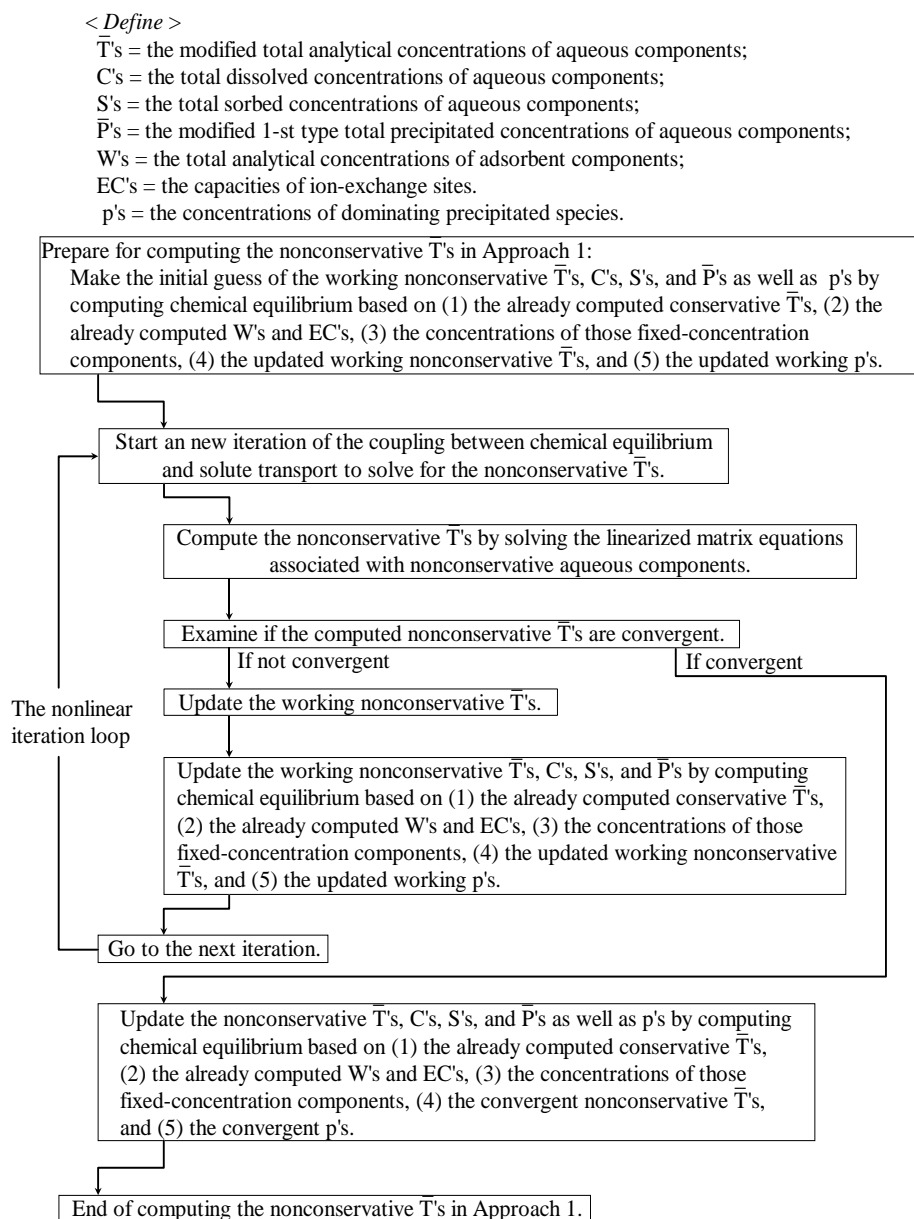 < Define >
T̅'s = the modified total analytical concentrations of aqueous components;
C's = the total dissolved concentrations of aqueous components;
S's = the total sorbed concentrations of aqueous components;
P̅'s = the modified 1-st type total precipitated concentrations of aqueous components;
W's = the total analytical concentrations of adsorbent components;
EC's = the capacities of ion-exchange sites.
p's = the concentrations of dominating precipitated species.
Prepare for computing the nonconservative T̅'s in Approach 1:
Make the initial guess of the working nonconservative T̅'s, C's, S's, and P̅'s as well as p's by
computing chemical equilibrium based on (1) the already computed conservative T̅'s, (2) the
already computed W's and EC's, (3) the concentrations of those fixed-concentration
components, (4) the updated working nonconservative T̅'s, and (5) the updated working p's.
Start an new iteration of the coupling between chemical equilibrium
and solute transport to solve for the nonconservative T̅'s.
Compute the nonconservative T̅'s by solving the linearized matrix equations
associated with nonconservative aqueous components.
Examine if the computed nonconservative T̅'s are convergent.
If not convergent
If convergent
Update the working nonconservative T̅'s.
The nonlinear
iteration loop
Update the working nonconservative T̅'s, C's, S's, and P̅'s by computing
chemical equilibrium based on (1) the already computed conservative T̅'s,
(2) the already computed W's and EC's, (3) the concentrations of those
fixed-concentration components, (4) the updated working nonconservative
T̅'s, and (5) the updated working p's.
Go to the next iteration.
Update the nonconservative T̅'s, C's, S's, and P̅'s as well as p's by computing
chemical equilibrium based on (1) the already computed conservative T̅'s,
(2) the already computed W's and EC's, (3) the concentrations of those
fixed-concentration components, (4) the convergent nonconservative T̅'s,
and (5) the convergent p's.
End of computing the nonconservative T̅'s in Approach 1.